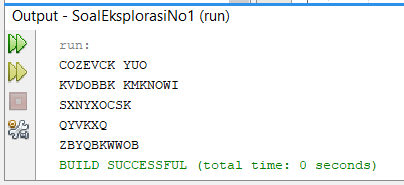 Output - SoalEksplorasiNo1 (run)
run:
COZEVCK YUO
KVDOBBK KMKNOWI
SXNYXOCSK
QYVKXQ
ZBYQBKWWOB
BUILD SUCCESSFUL (total time: 0 seconds)